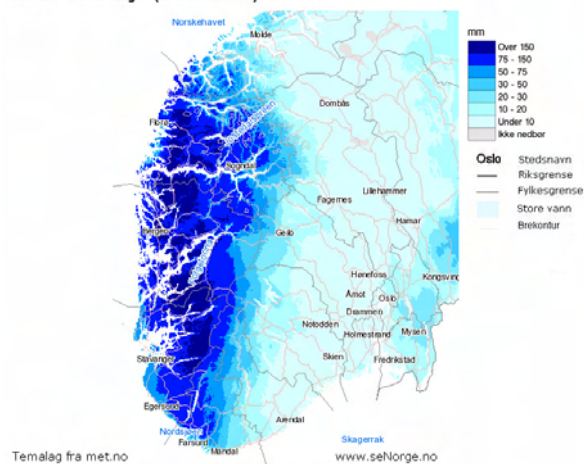 Norskehavet
Molde
Dombås
Florø
Sogndal
Lillehammer
Fagernes
Hamar
Bergen
Geilo
Hønefoss
Kongsving
Åmot
Oslo
Drammen
Notodden
Holmestrand
Mysen
Stavanger
Skien
Fredrikstad
Egersund
Arendal
Nordsjøen
Farsund
Mandal
Skagerrak
mm
Over 150
75 - 150
50 - 75
30 - 50
20 - 30
10 - 20
Under 10
Ikke nedbør
Oslo Stedsnavn
Riksgrense
Fylkesgrense
Store vann
Brekontur
Temalag fra met.no
www.seNorge.no